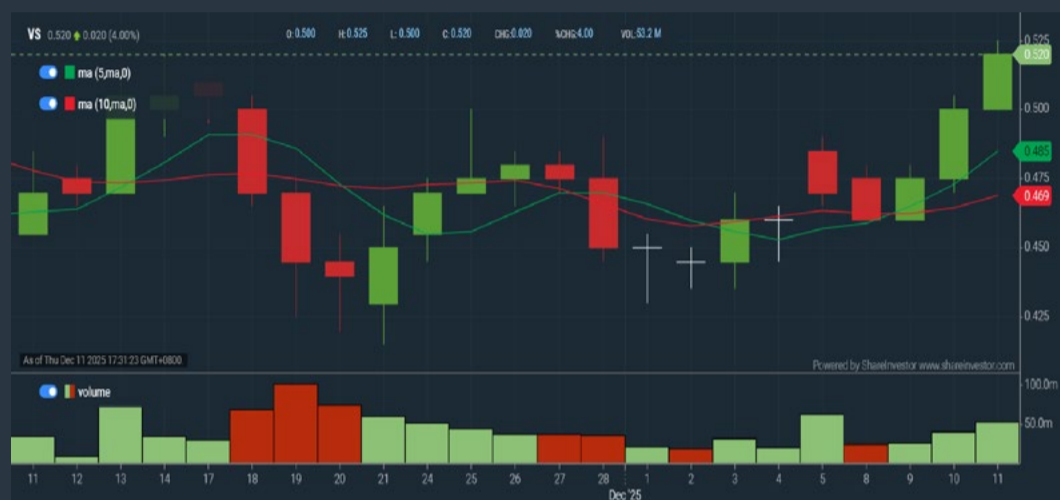 VS 0.520 0.020 (4.00%) O: 0.500 H: 0.525 L: 0.500 C: 0.520 CHG:0.020 %CHG:4.00 VOL:53.2 M
ma (5,ma,0)
ma (10,ma,0)
0.525
0.520
0.500
0.485
0.475
0.469
0.450
0.425
As of Thu Dec 11 2025 17:31:23 GMT+0800
Powered by ShareInvestor www.shareinvestor.com
volume
100.0m
50.0m
11 12 13 14 17 18 19 20 21 24 25 26 27 28 1 2 3 4 5 8 9 10 11
Dec '25